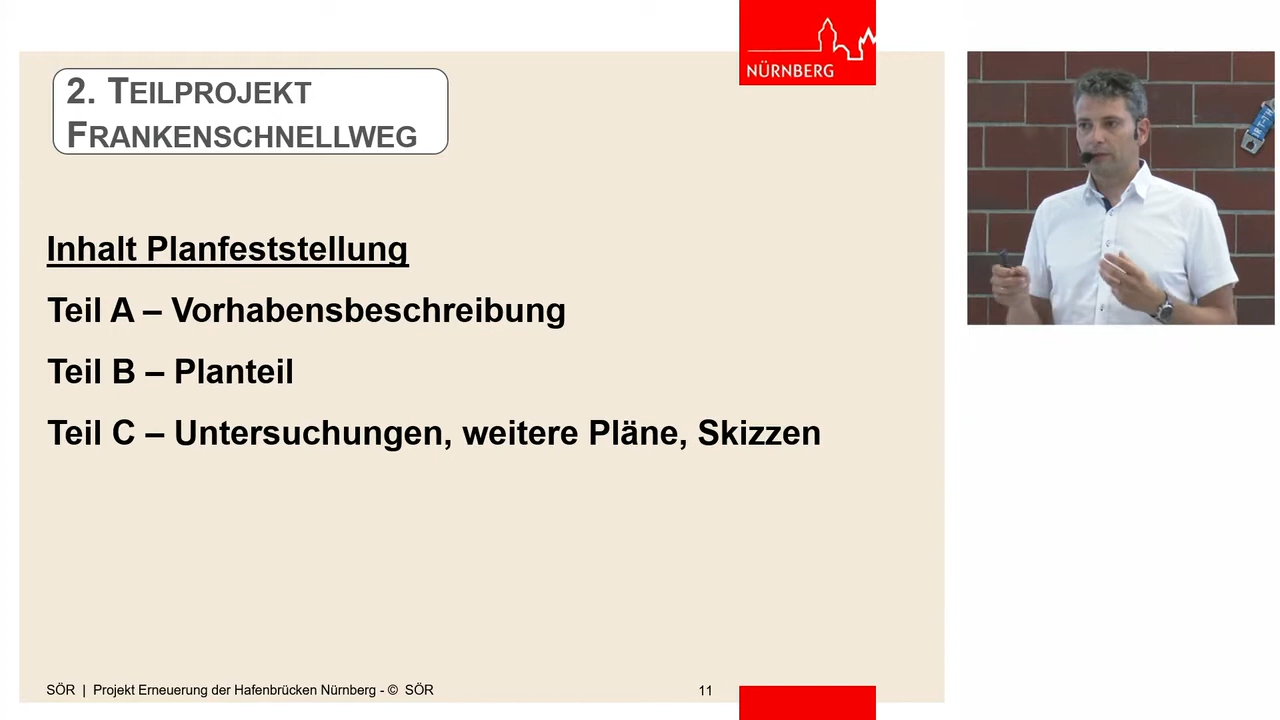 NÜRNBERG
2. TEILPROJEKT
FRANKENSCHNELLWEG
Inhalt Planfeststellung
Teil A – Vorhabensbeschreibung
Teil B – Planteil
Teil C – Untersuchungen, weitere Pläne, Skizzen
SÖR | Projekt Erneuerung der Hafenbrücken Nürnberg - © SÖR
11